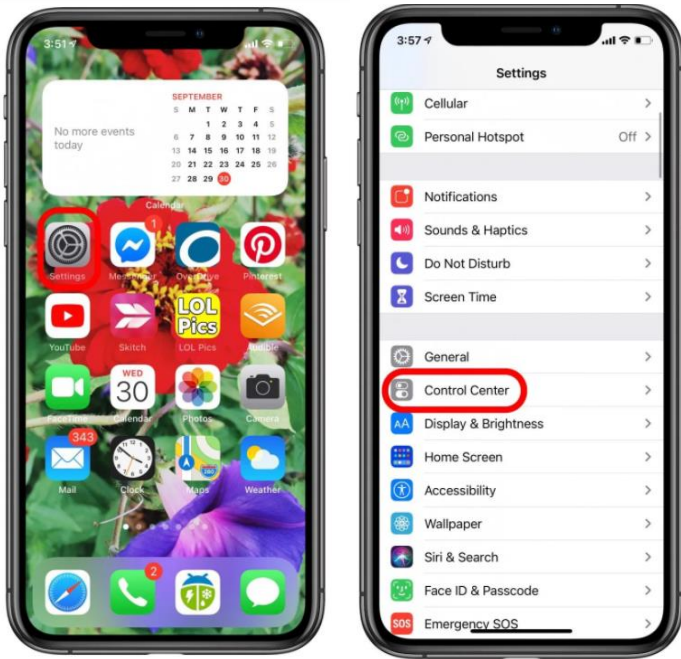 3:51
SEPTEMBER
S M T W T F S
1 2 3 4 5
6 7 8 9 10 11 12
13 14 15 16 17 18 19
20 21 22 23 24 25 26
27 28 29 30
No more events
today
Calendar
1
Settings Messenger OverDrive Pinterest
LOL
Pics
YouTube Skitch LOL Pics Audible
WED
30
FaceTime Calendar Photos Camera
343
Mail Clock Maps Weather
2
3:57
Settings
Cellular
Personal Hotspot Off
Notifications
Sounds & Haptics
Do Not Disturb
Screen Time
General
Control Center
AA Display & Brightness
Home Screen
Accessibility
Wallpaper
Siri & Search
Face ID & Passcode
SOS Emergency SOS